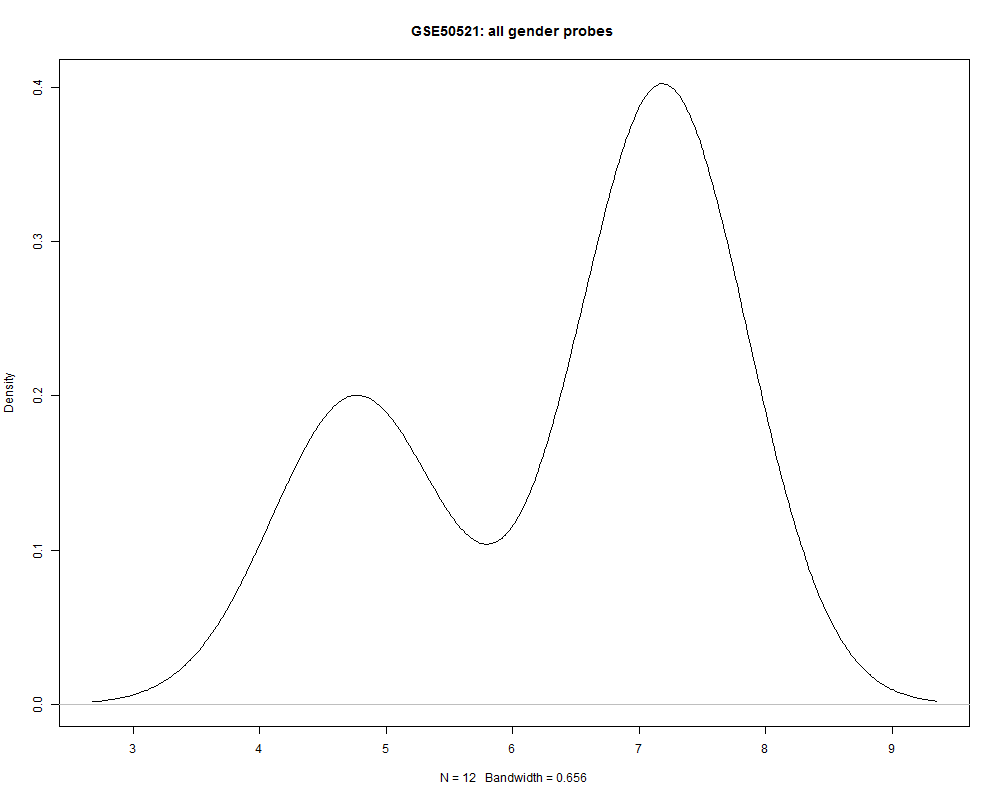 GSE50521: all gender probes
Density
0.4
0.3
0.2
0.1
0.0
3 4 5 6 7 8 9
N = 12 Bandwidth = 0.656